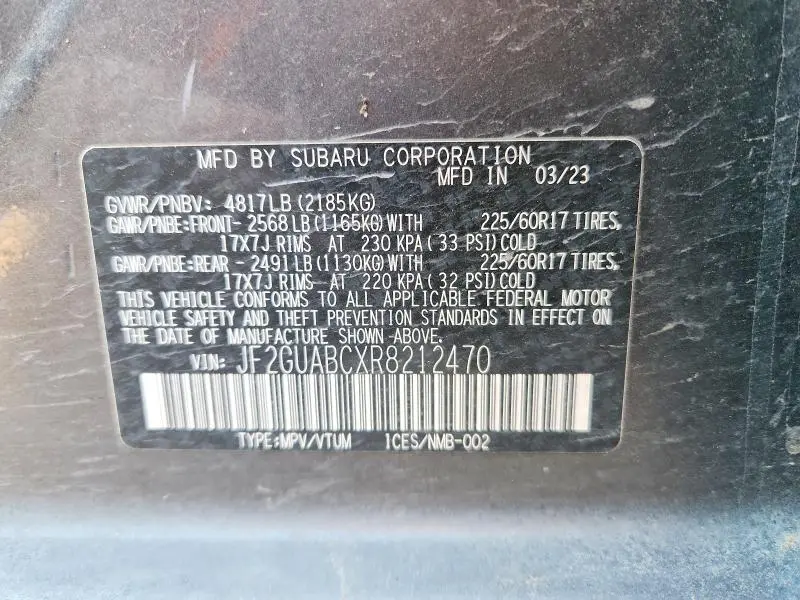 MFD BY SUBARU CORPORATION
MFD IN 03/23
GVWR/PNBV: 4817LB (2185KG)
GAWR/PNBE:FRONT- 2568 LB (1165KG) WITH 225/60R17 TIRES,
17X7J RIMS AT 230 KPA ( 33 PSI) COLD
GAWR/PNBE:REAR - 2491 LB (1130KG) WITH 225/60R17 TIRES,
17X7J RIMS AT 220 KPA ( 32 PSI) COLD
THIS VEHICLE CONFORMS TO ALL APPLICABLE FEDERAL MOTOR
VEHICLE SAFETY AND THEFT PREVENTION STANDARDS IN EFFECT ON
THE DATE OF MANUFACTURE SHOWN ABOVE.
VIN: JF2GUABCXR8212470
TYPE:MPV/VTUM ICES/NMB-002